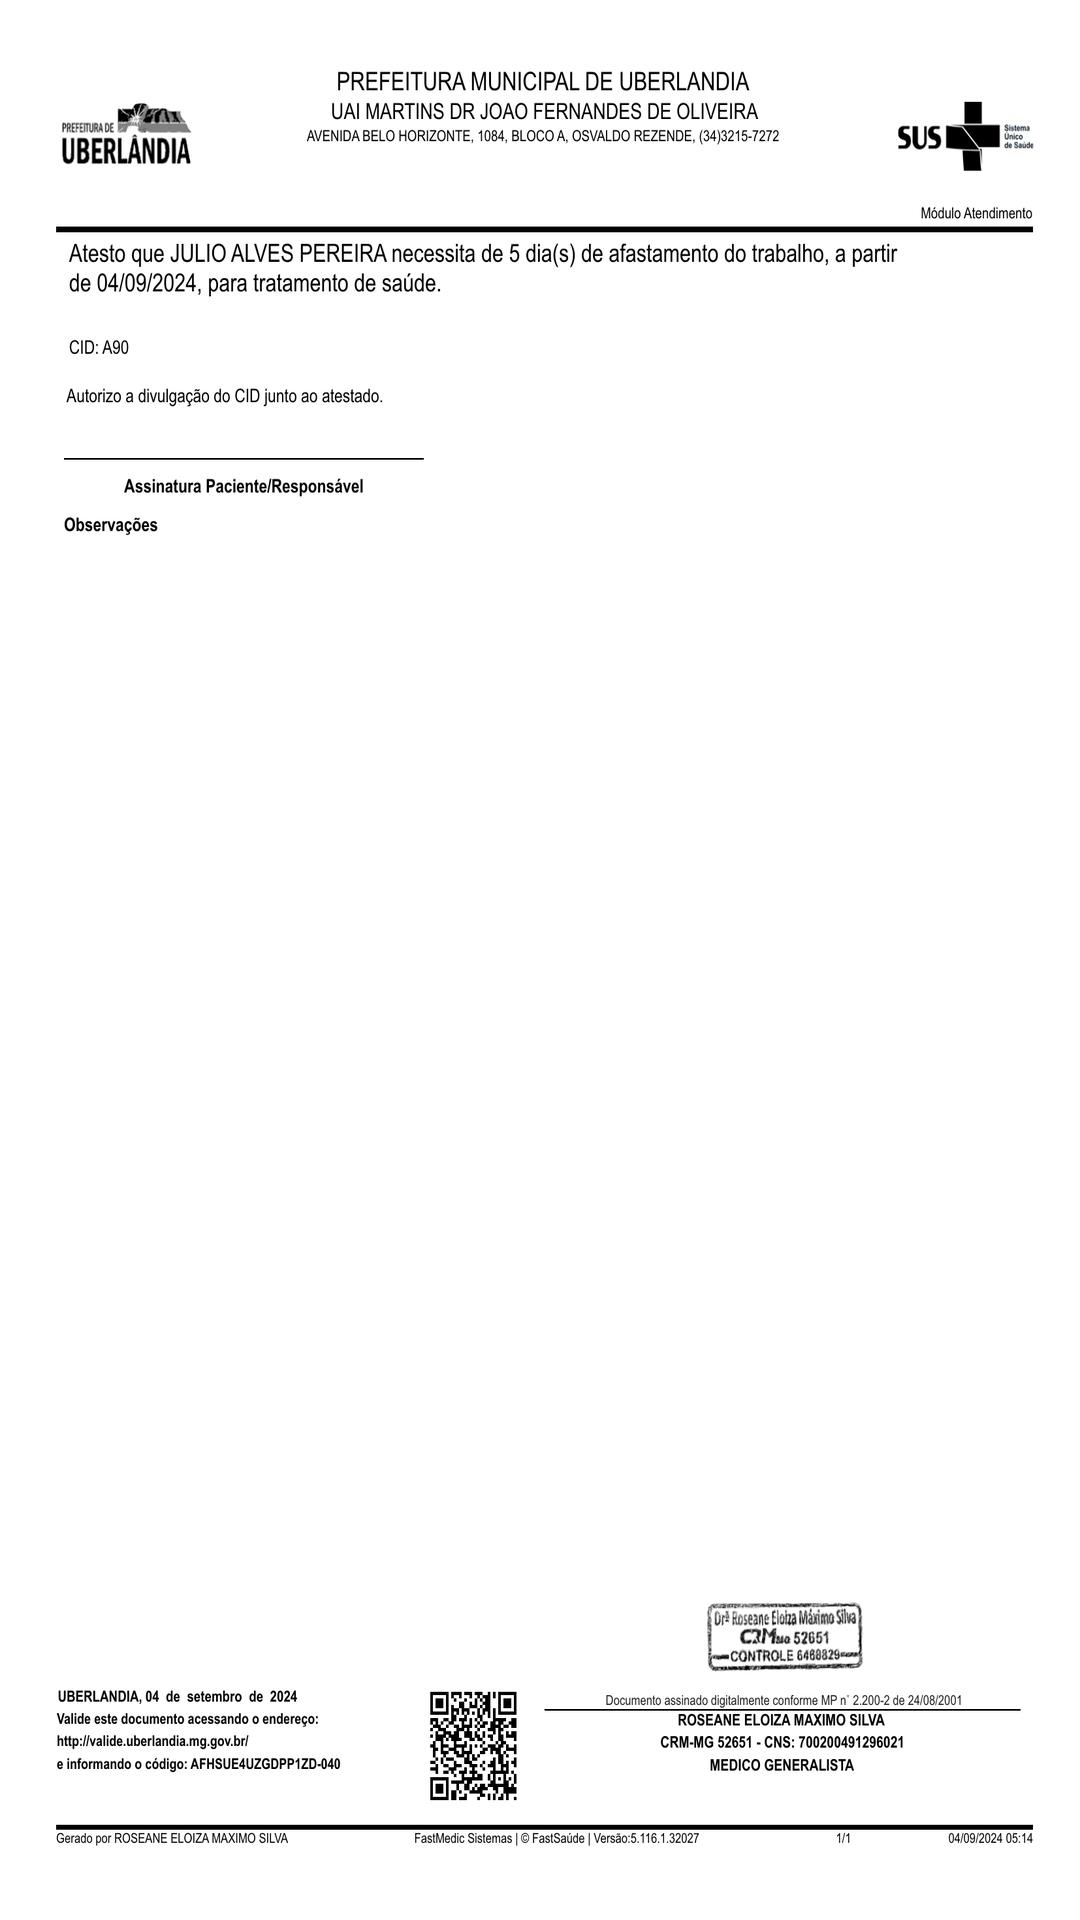 PREFEITURA MUNICIPAL DE UBERLANDIA
UAI MARTINS DR JOAO FERNANDES DE OLIVEIRA
AVENIDA BELO HORIZONTE, 1084, BLOCO A, OSVALDO REZENDE, (34)3215-7272
PREFEITURA DE
UBERLÂNDIA
SUS
Sistema
Único
de Saúde
Módulo Atendimento
Atesto que JULIO ALVES PEREIRA necessita de 5 dia(s) de afastamento do trabalho, a partir
de 04/09/2024, para tratamento de saúde.
CID: A90
Autorizo a divulgação do CID junto ao atestado.
Assinatura Paciente/Responsável
Observações
Drª Roseane Eloiza Máximo Silva
CRM 52651
CONTROLE 6468829
UBERLANDIA, 04 de setembro de 2024
Valide este documento acessando o endereço:
http://valide.uberlandia.mg.gov.br/
e informando o código: AFHSUE4UZGDPP1ZD-040
Documento assinado digitalmente conforme MP n˚ 2.200-2 de 24/08/2001
ROSEANE ELOIZA MAXIMO SILVA
CRM-MG 52651 - CNS: 700200491296021
MEDICO GENERALISTA
Gerado por ROSEANE ELOIZA MAXIMO SILVA
FastMedic Sistemas | © FastSaúde | Versão:5.116.1.32027
1/1
04/09/2024 05:14